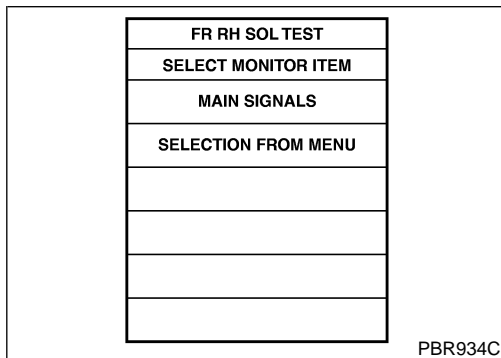 FR RH SOL TEST
SELECT MONITOR ITEM
MAIN SIGNALS
SELECTION FROM MENU
PBR934C